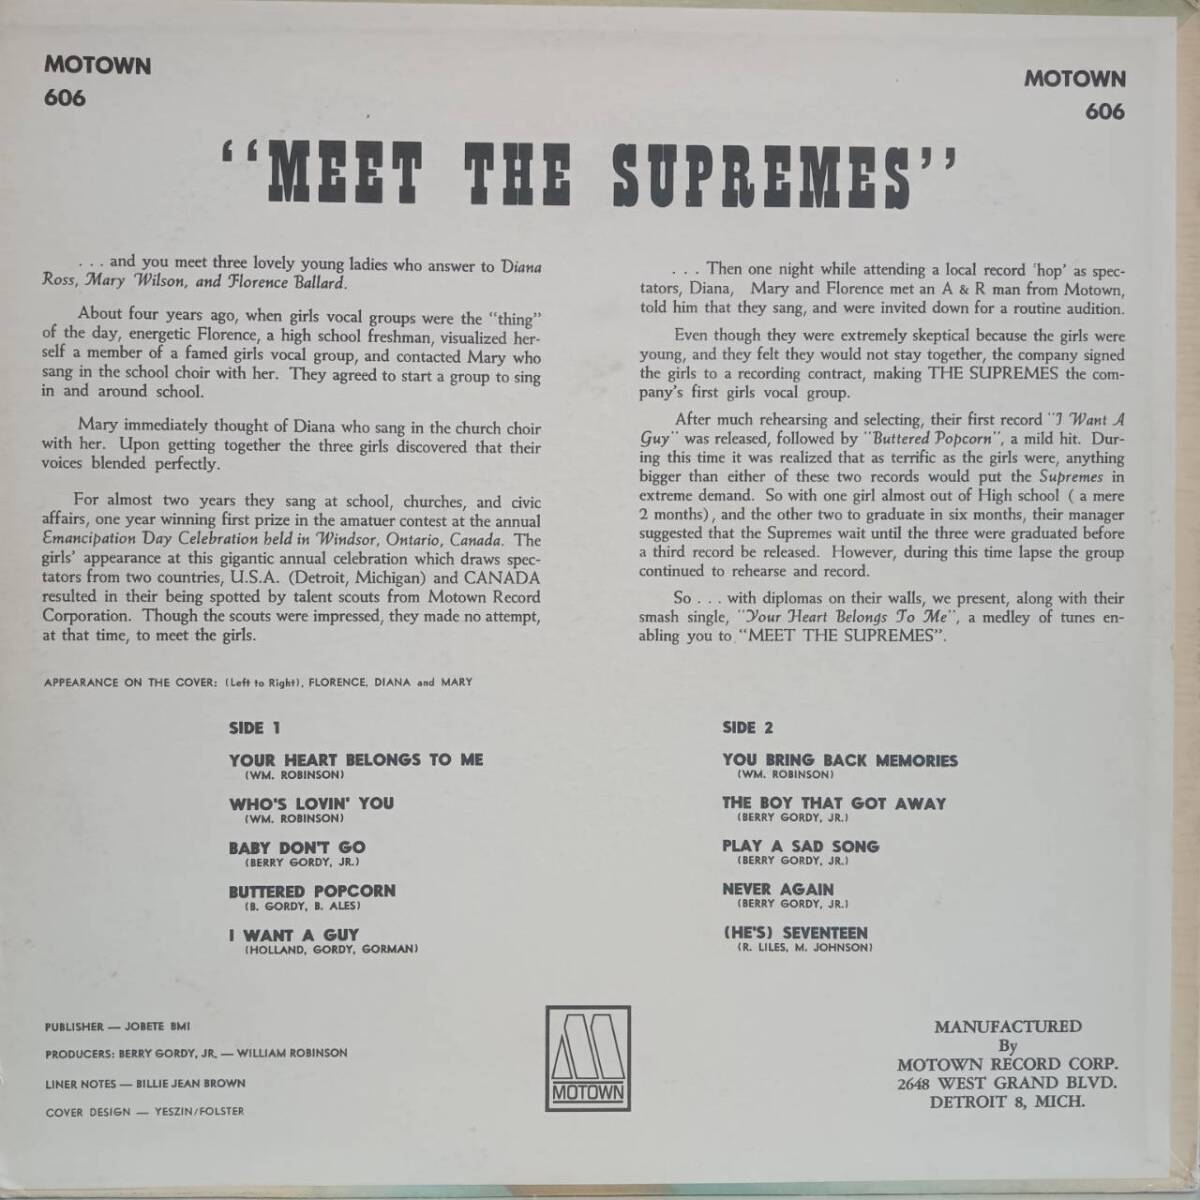 MOTOWN
606
MOTOWN
606
“MEET THE SUPREMES”
. . . and you meet three lovely young ladies who answer to Diana
Ross, Mary Wilson, and Florence Ballard.
About four years ago, when girls vocal groups were the “thing”
of the day, energetic Florence, a high school freshman, visualized her-
self a member of a famed girls vocal group, and contacted Mary who
sang in the school choir with her. They agreed to start a group to sing
in and around school.
Mary immediately thought of Diana who sang in the church choir
with her. Upon getting together the three girls discovered that their
voices blended perfectly.
For almost two years they sang at school, churches, and civic
affairs, one year winning first prize in the amatuer contest at the annual
Emancipation Day Celebration held in Windsor, Ontario, Canada. The
girls’ appearance at this gigantic annual celebration which draws spec-
tators from two countries, U.S.A. (Detroit, Michigan) and CANADA
resulted in their being spotted by talent scouts from Motown Record
Corporation. Though the scouts were impressed, they made no attempt,
at that time, to meet the girls.
. . . Then one night while attending a local record ‘hop’ as spec-
tators, Diana, Mary and Florence met an A & R man from Motown,
told him that they sang, and were invited down for a routine audition.
Even though they were extremely skeptical because the girls were
young, and they felt they would not stay together, the company signed
the girls to a recording contract, making THE SUPREMES the com-
pany’s first girls vocal group.
After much rehearsing and selecting, their first record “I Want A
Guy” was released, followed by “Buttered Popcorn”, a mild hit. Dur-
ing this time it was realized that as terrific as the girls were, anything
bigger than either of these two records would put the Supremes in
extreme demand. So with one girl almost out of High school ( a mere
2 months), and the other two to graduate in six months, their manager
suggested that the Supremes wait until the three were graduated before
a third record be released. However, during this time lapse the group
continued to rehearse and record.
So . . . with diplomas on their walls, we present, along with their
smash single, “Your Heart Belongs To Me”, a medley of tunes en-
abling you to “MEET THE SUPREMES”.
APPEARANCE ON THE COVER: (Left to Right), FLORENCE, DIANA and MARY
SIDE 1
YOUR HEART BELONGS TO ME
(WM. ROBINSON)
WHO'S LOVIN' YOU
(WM. ROBINSON)
BABY DON'T GO
(BERRY GORDY, JR.)
BUTTERED POPCORN
(B. GORDY, B. ALES)
I WANT A GUY
(HOLLAND, GORDY, GORMAN)
SIDE 2
YOU BRING BACK MEMORIES
(WM. ROBINSON)
THE BOY THAT GOT AWAY
(BERRY GORDY, JR.)
PLAY A SAD SONG
(BERRY GORDY, JR.)
NEVER AGAIN
(BERRY GORDY, JR.)
(HE'S) SEVENTEEN
(R. LILES, M. JOHNSON)
PUBLISHER — JOBETE BMI
PRODUCERS: BERRY GORDY, JR. — WILLIAM ROBINSON
LINER NOTES — BILLIE JEAN BROWN
COVER DESIGN — YESZIN/FOLSTER
M
MOTOWN
MANUFACTURED
By
MOTOWN RECORD CORP.
2648 WEST GRAND BLVD.
DETROIT 8, MICH.